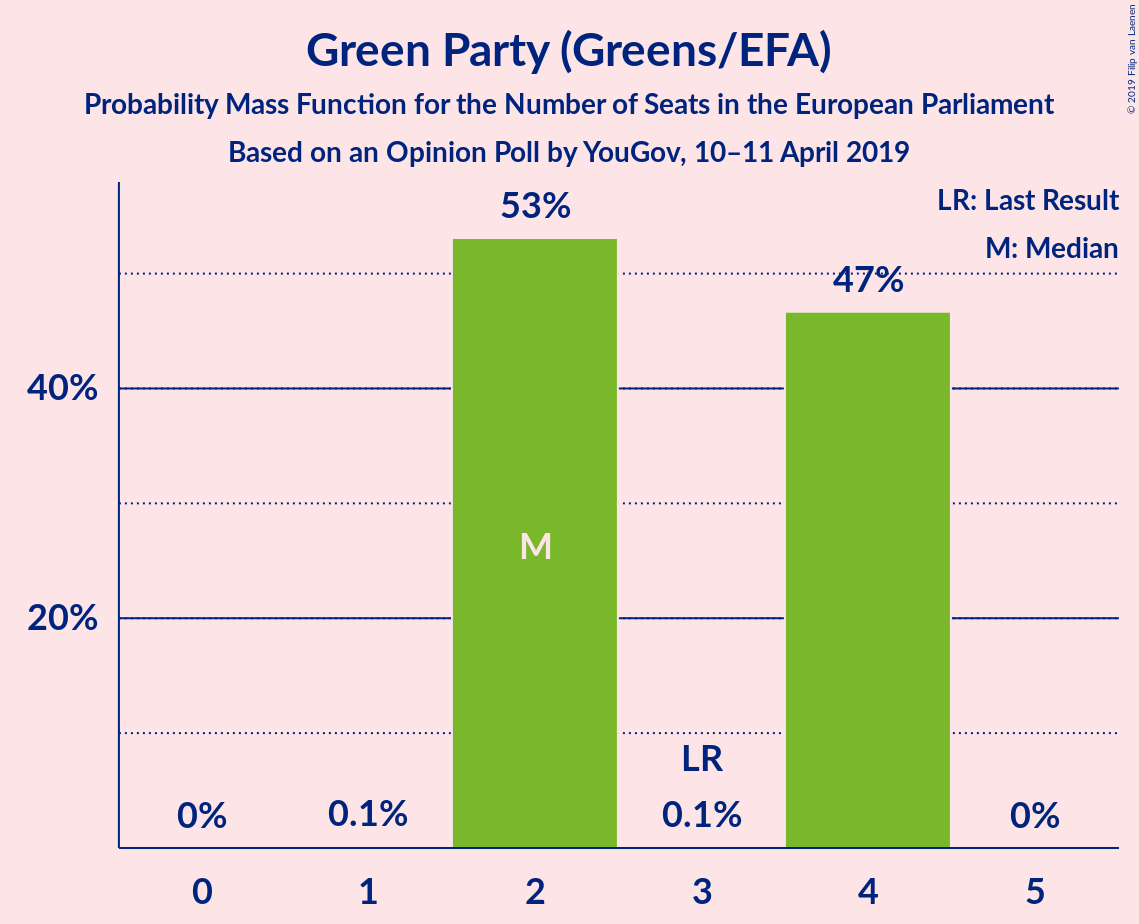 Green Party (Greens/EFA)
Probability Mass Function for the Number of Seats in the European Parliament
Based on an Opinion Poll by YouGov, 10–11 April 2019
© 2019 Filip van Laenen
LR: Last Result
M: Median
53%
47%
40%
M
20%
LR
0%
0.1%
0.1%
0%
0
1
2
3
4
5